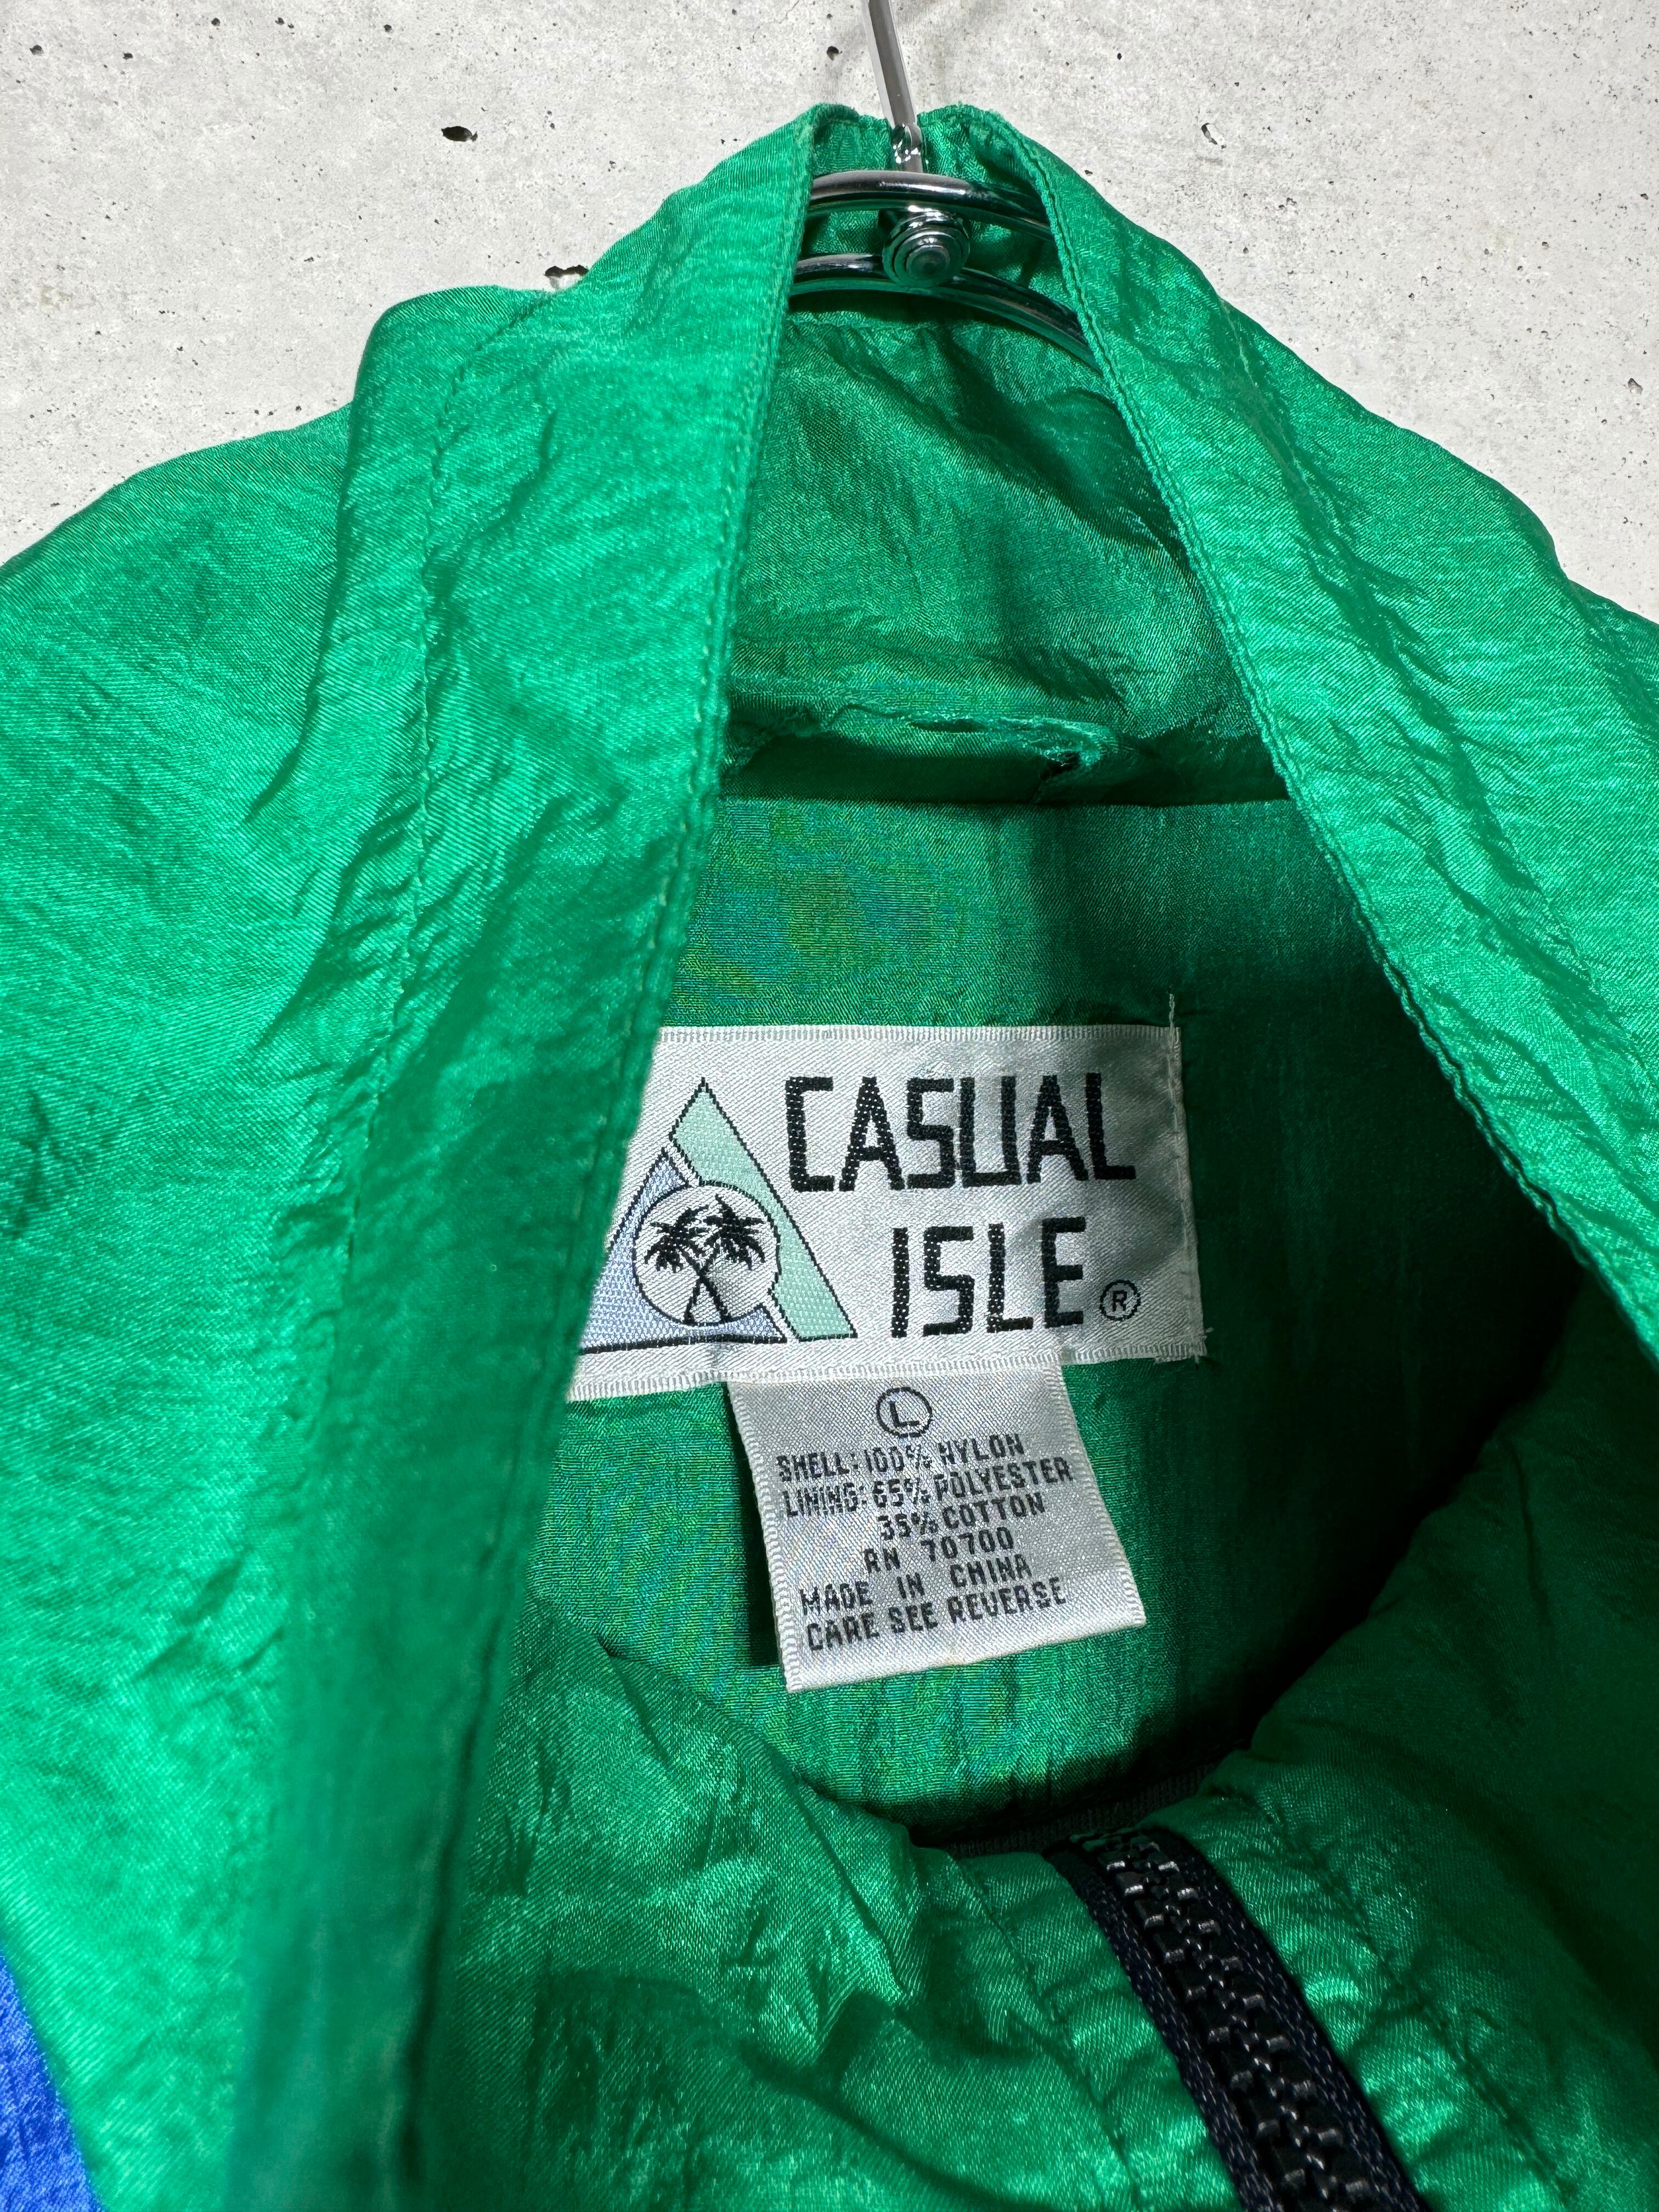 CASUAL
ISLE®
L
SHELL: 100% NYLON
LINING: 65% POLYESTER
35% COTTON
RN 70700
MADE IN CHINA
CARE SEE REVERSE